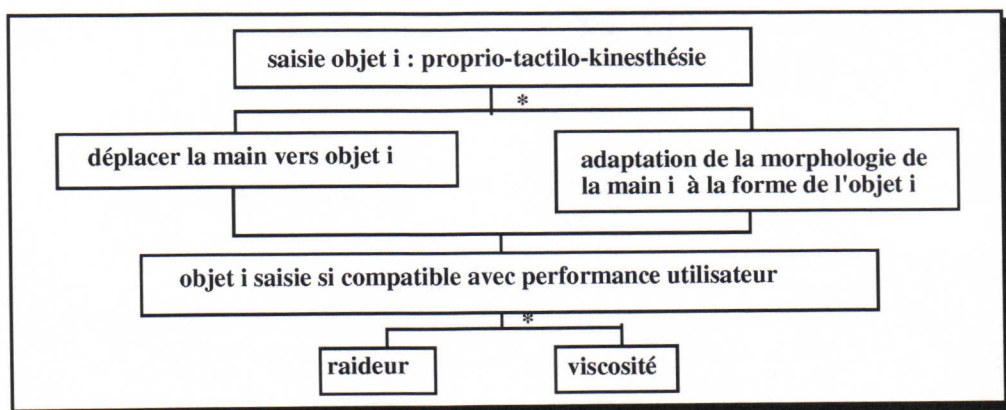 saisie objet i : proprio-tactilo-kinesthésie
*
déplacer la main vers objet i
adaptation de la morphologie de
la main i à la forme de l'objet i
objet i saisie si compatible avec performance utilisateur
*
raideur
viscosité